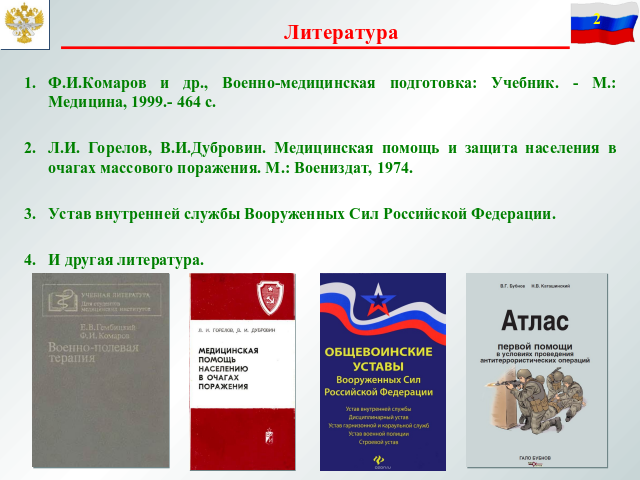 2
Литература
1. Ф.И.Комаров и др., Военно-медицинская подготовка: Учебник. - М.:
Медицина, 1999.- 464 с.
2. Л.И. Горелов, В.И.Дубровин. Медицинская помощь и защита населения в
очагах массового поражения. М.: Воениздат, 1974.
3. Устав внутренней службы Вооруженных Сил Российской Федерации.
4. И другая литература.
УЧЕБНАЯ ЛИТЕРАТУРА
Для студентов
медицинских институтов
Е.В.Гембицкий
Ф.И.Комаров
Военно-полевая
терапия
Л. И. ГОРЕЛОВ, В. И. ДУБРОВИН
МЕДИЦИНСКАЯ
ПОМОЩЬ
НАСЕЛЕНИЮ
В ОЧАГАХ
ПОРАЖЕНИЯ
ОБЩЕВОИНСКИЕ
УСТАВЫ
Вооруженных Сил
Российской Федерации
Устав внутренней службы
Дисциплинарный устав
Устав гарнизонной и караульной служб
Устав военной полиции
Строевой устав
В.Г. Бубнов Н.В. Каташинский
Атлас
первой помощи
в условиях проведения
антитеррористических операций
ГАЛО БУБНОВ